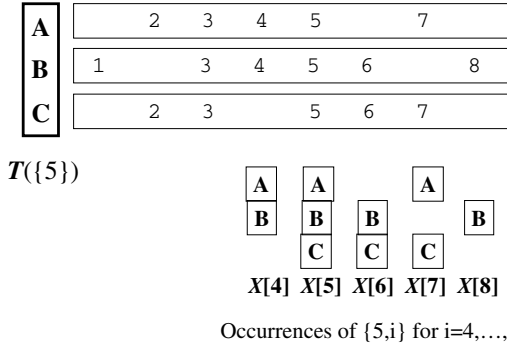 A 2 3 4 5 7
B 1 3 4 5 6 8
C 2 3 5 6 7
T({5})
A A A
B B B B
C C C
X[4] X[5] X[6] X[7] X[8]
Occurrences of {5,i} for i=4,…,